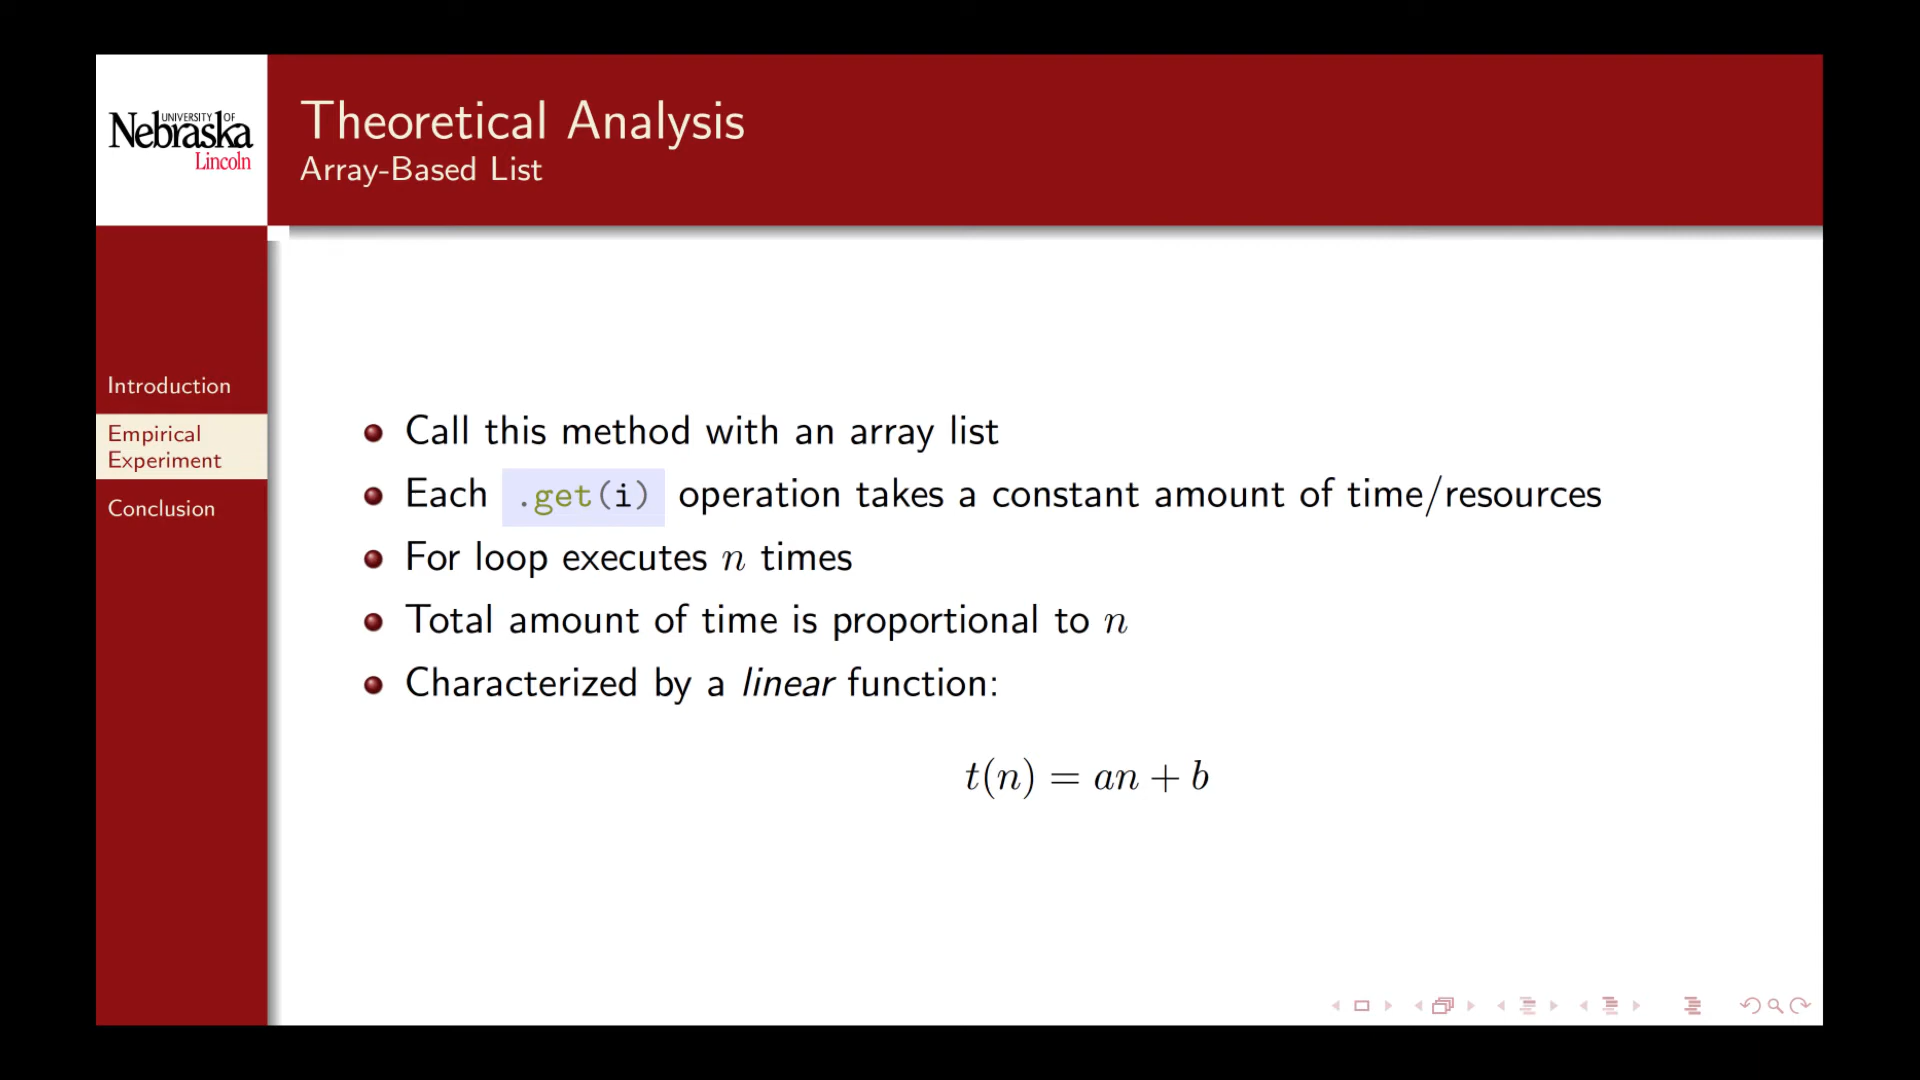 UNIVERSITY OF
Nebraska
Lincoln
Theoretical Analysis
Array-Based List
Introduction
Empirical
Experiment
Conclusion
Call this method with an array list
Each .get(i) operation takes a constant amount of time/resources
For loop executes n times
Total amount of time is proportional to n
Characterized by a linear function:
t(n) = an + b